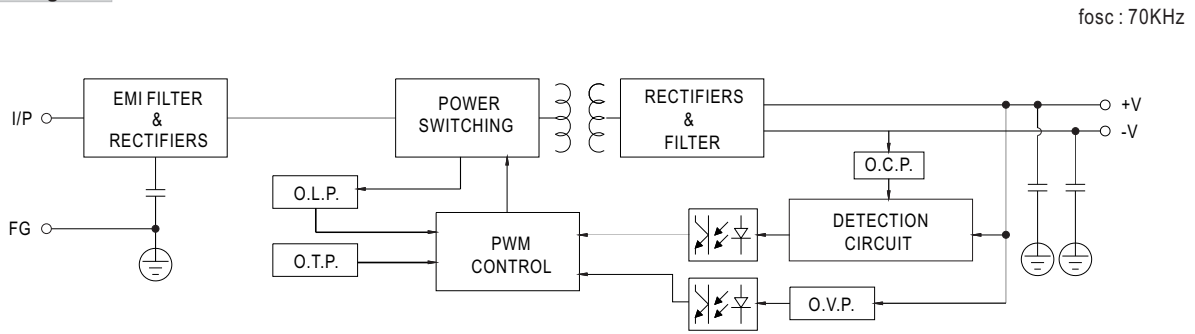 fosc : 70KHz
I/P
EMI FILTER
&
RECTIFIERS
POWER
SWITCHING
RECTIFIERS
&
FILTER
+V
-V
O.C.P.
O.L.P.
FG
PWM
CONTROL
DETECTION
CIRCUIT
O.T.P.
O.V.P.